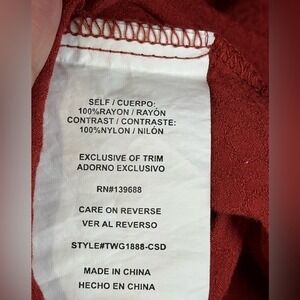 SELF / CUERPO:
100%RAYON / RAYÓN
CONTRAST / CONTRASTE:
100%NYLON / NILÓN
EXCLUSIVE OF TRIM
ADORNO EXCLUSIVO
RN#139688
CARE ON REVERSE
VER AL REVERSO
STYLE#TWG1888-CSD
MADE IN CHINA
HECHO EN CHINA